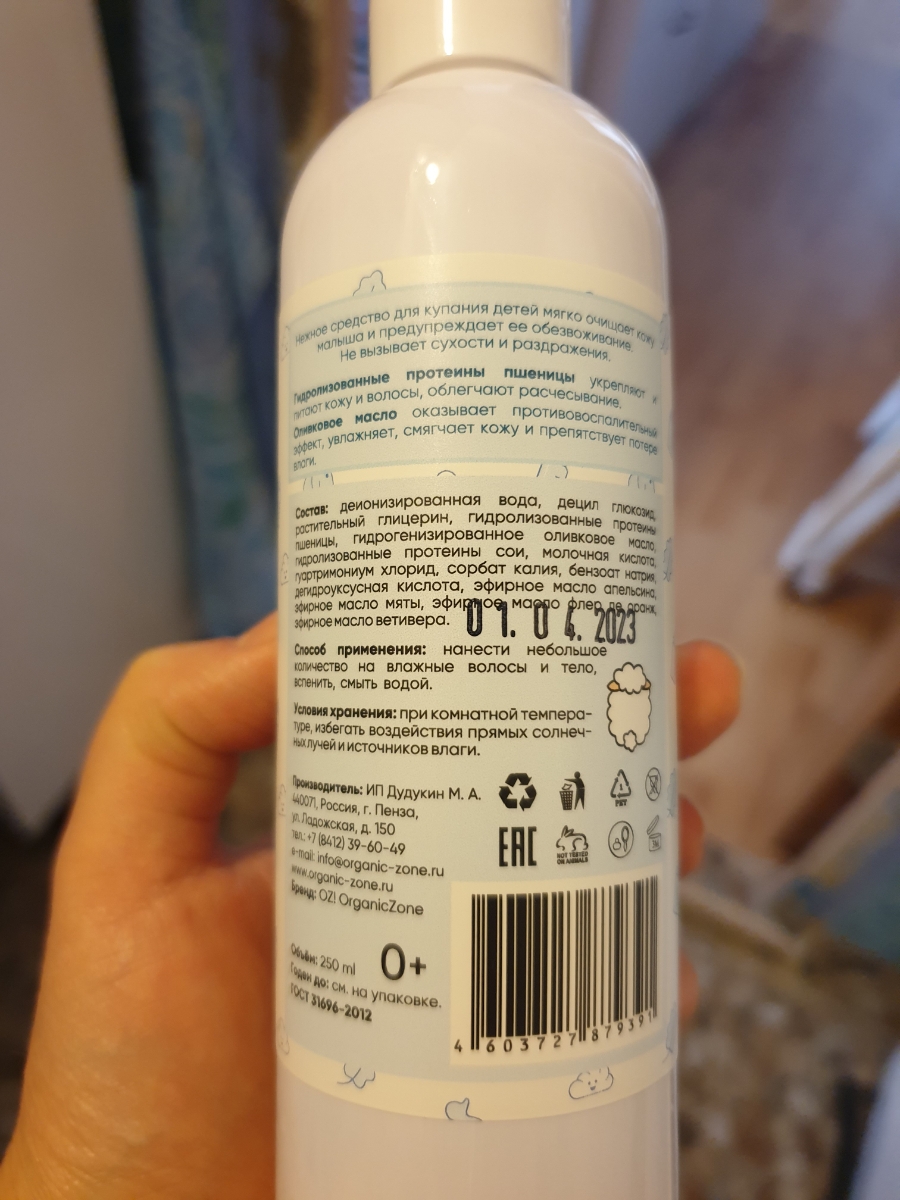 Нежное средство для купания детей мягко очищает кожу
малыша и предупреждает ее обезвоживание.
Не вызывает сухости и раздражения.
Гидролизованные протеины пшеницы укрепляют и
питают кожу и волосы, облегчают расчесывание.
Оливковое масло оказывает противовоспалительный
эффект, увлажняет, смягчает кожу и препятствует потере
влаги.
Состав: деионизированная вода, децил глюкозид,
растительный глицерин, гидролизованные протеины
пшеницы, гидрогенизированное оливковое масло,
гидролизованные протеины сои, молочная кислота,
гуартримониум хлорид, сорбат калия, бензоат натрия,
дегидроуксусная кислота, эфирное масло апельсина,
эфирное масло мяты, эфирное масло флер де оранж,
эфирное масло ветивера.
01. 04. 2023
Способ применения: нанести небольшое
количество на влажные волосы и тело,
вспенить, смыть водой.
Условия хранения: при комнатной темпера-
туре, избегать воздействия прямых солнеч-
ных лучей и источников влаги.
Производитель: ИП Дудукин М. А.
440071, Россия, г. Пенза,
ул. Ладожская, д. 150
тел.: +7 (8412) 39-60-49
e-mail: info@organic-zone.ru
www.organic-zone.ru
Бренд: OZ! OrganicZone
PET
EAC
NOT TESTED
ON ANIMALS
Объём: 250 ml
0+
Годен до: см. на упаковке.
ГОСТ 31696-2012
4 603727 879391